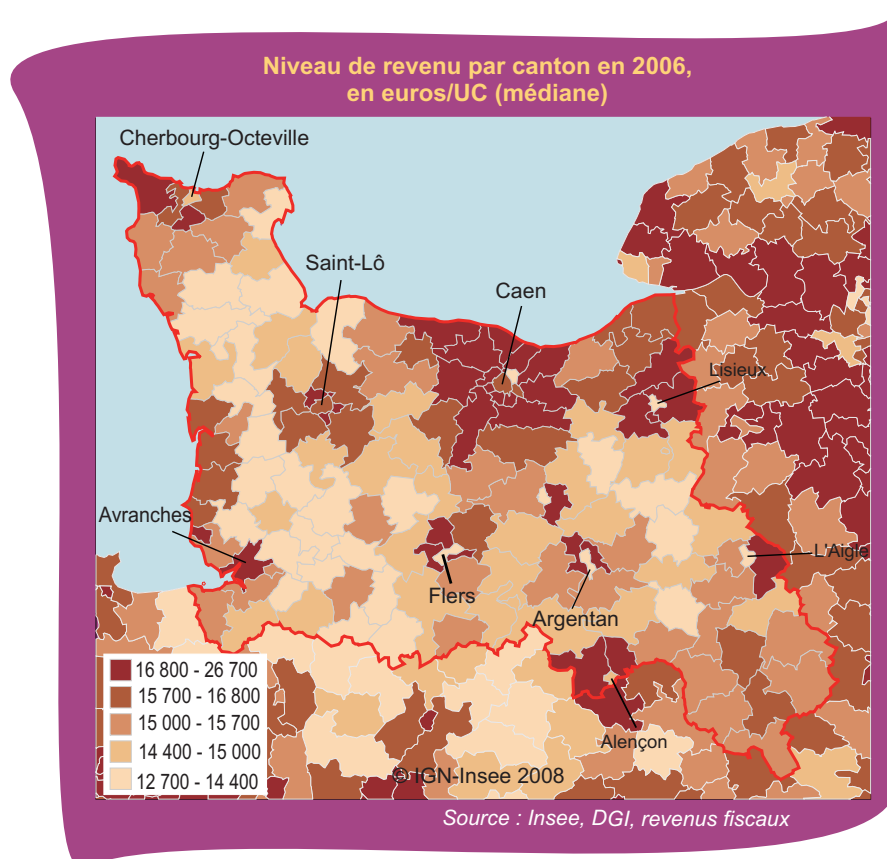 Niveau de revenu par canton en 2006,
en euros/UC (médiane)
Cherbourg-Octeville
Saint-Lô
Caen
Lisieux
Avranches
L'Aigle
Flers
Argentan
Alençon
16 800 - 26 700
15 700 - 16 800
15 000 - 15 700
14 400 - 15 000
12 700 - 14 400
© IGN-Insee 2008
Source : Insee, DGI, revenus fiscaux